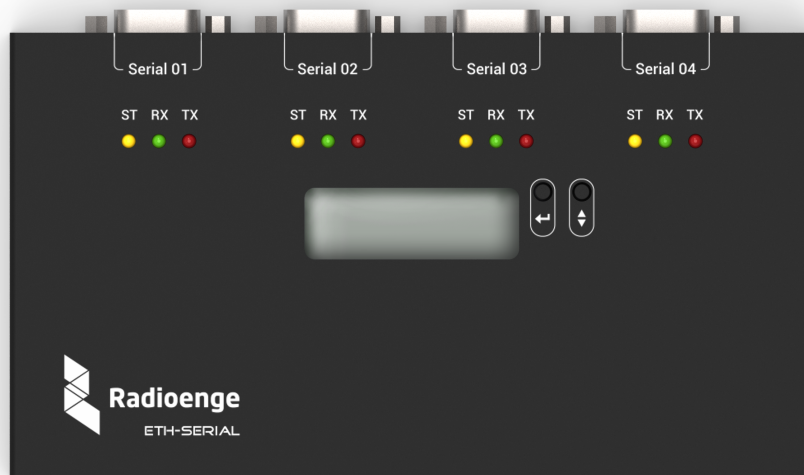 Serial 01 Serial 02 Serial 03 Serial 04
ST RX TX ST RX TX ST RX TX ST RX TX
Radioenge
ETH-SERIAL